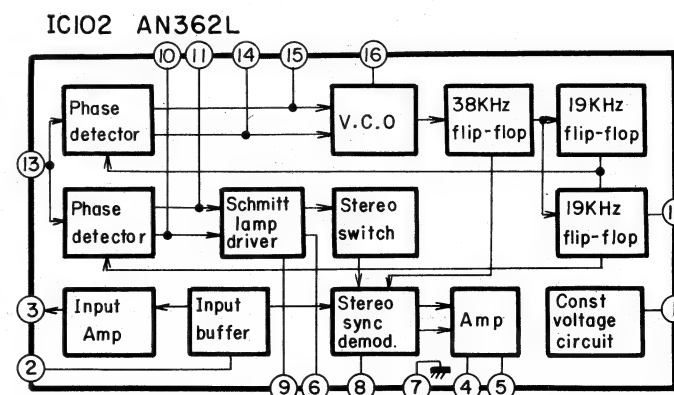 IC102 AN362L
10 11 14 15 16
Phase
detector
V.C.O
38KHz
flip-flop
19KHz
flip-flop
13
Phase
detector
Schmitt
lamp
driver
Stereo
switch
19KHz
flip-flop
3
Input
Amp
Input
buffer
Stereo
sync
demod.
Amp
Const
voltage
circuit
2
9 6 8 7 4 5